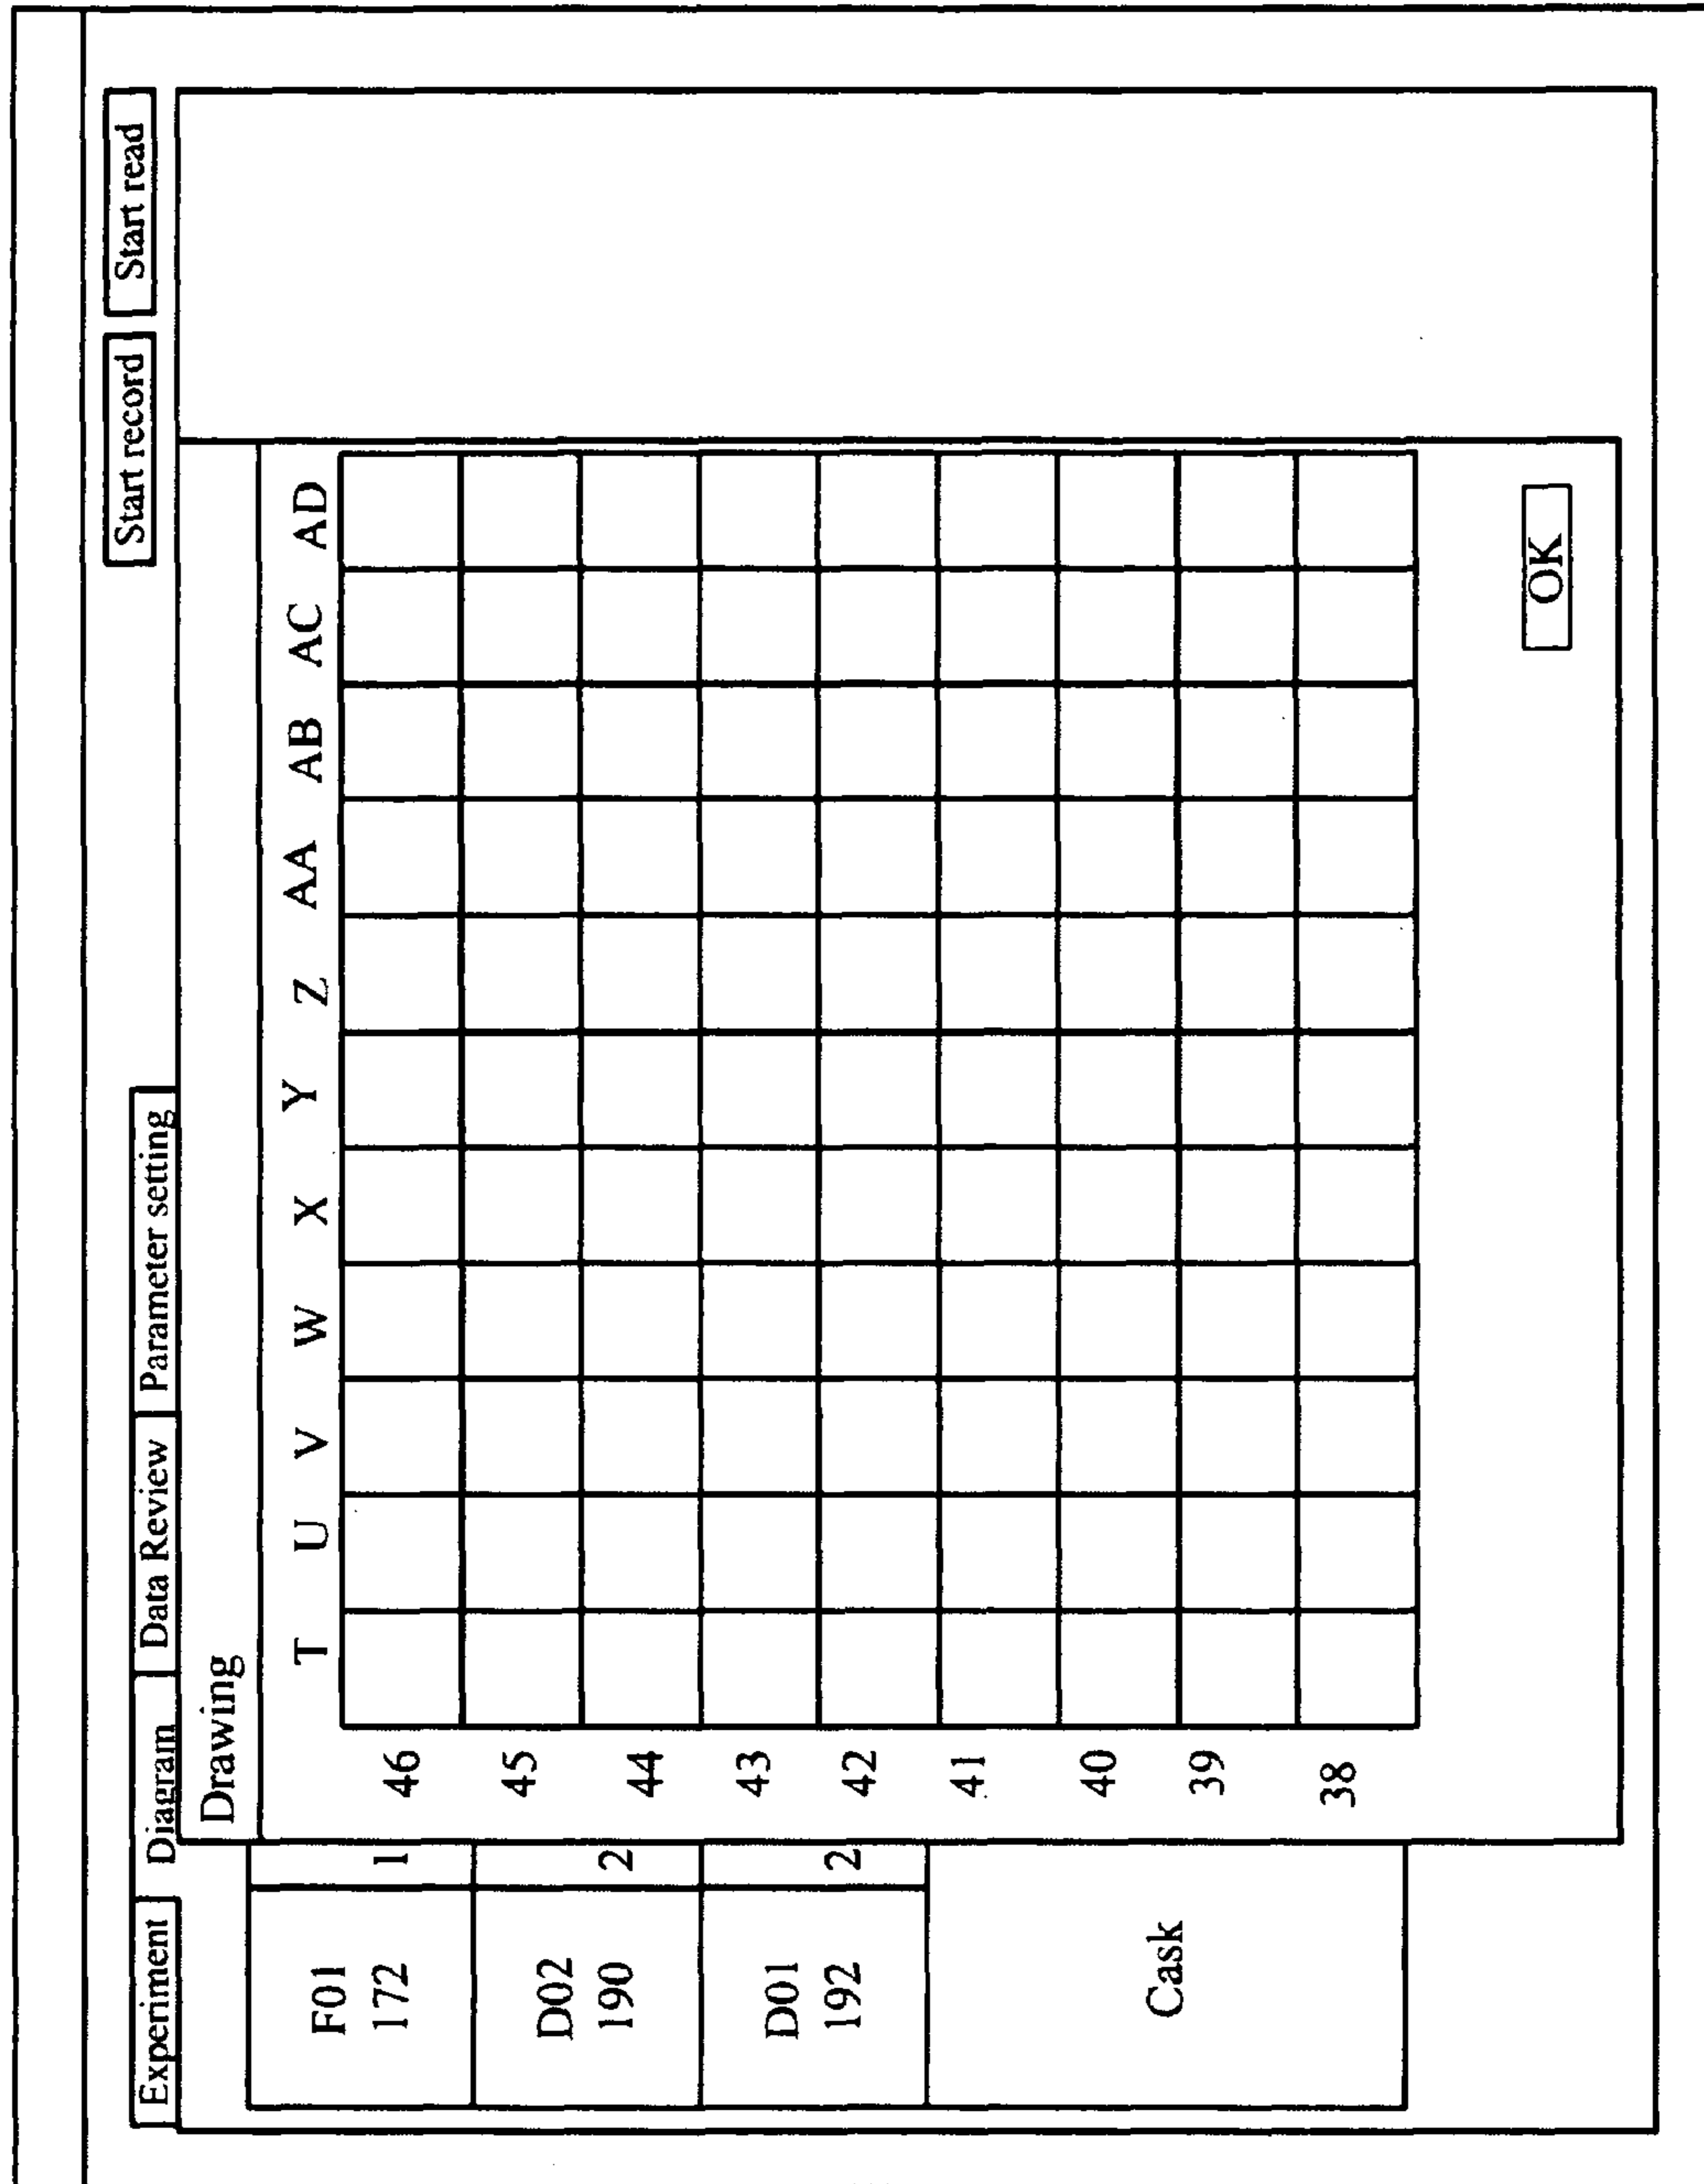 Start record Start read
Experiment Diagram Data Review Parameter setting
Drawing
T U V W X Y Z AA AB AC AD
F01
172
1
D02
190
2
D01
192
2
Cask
46
45
44
43
42
41
40
39
38
OK